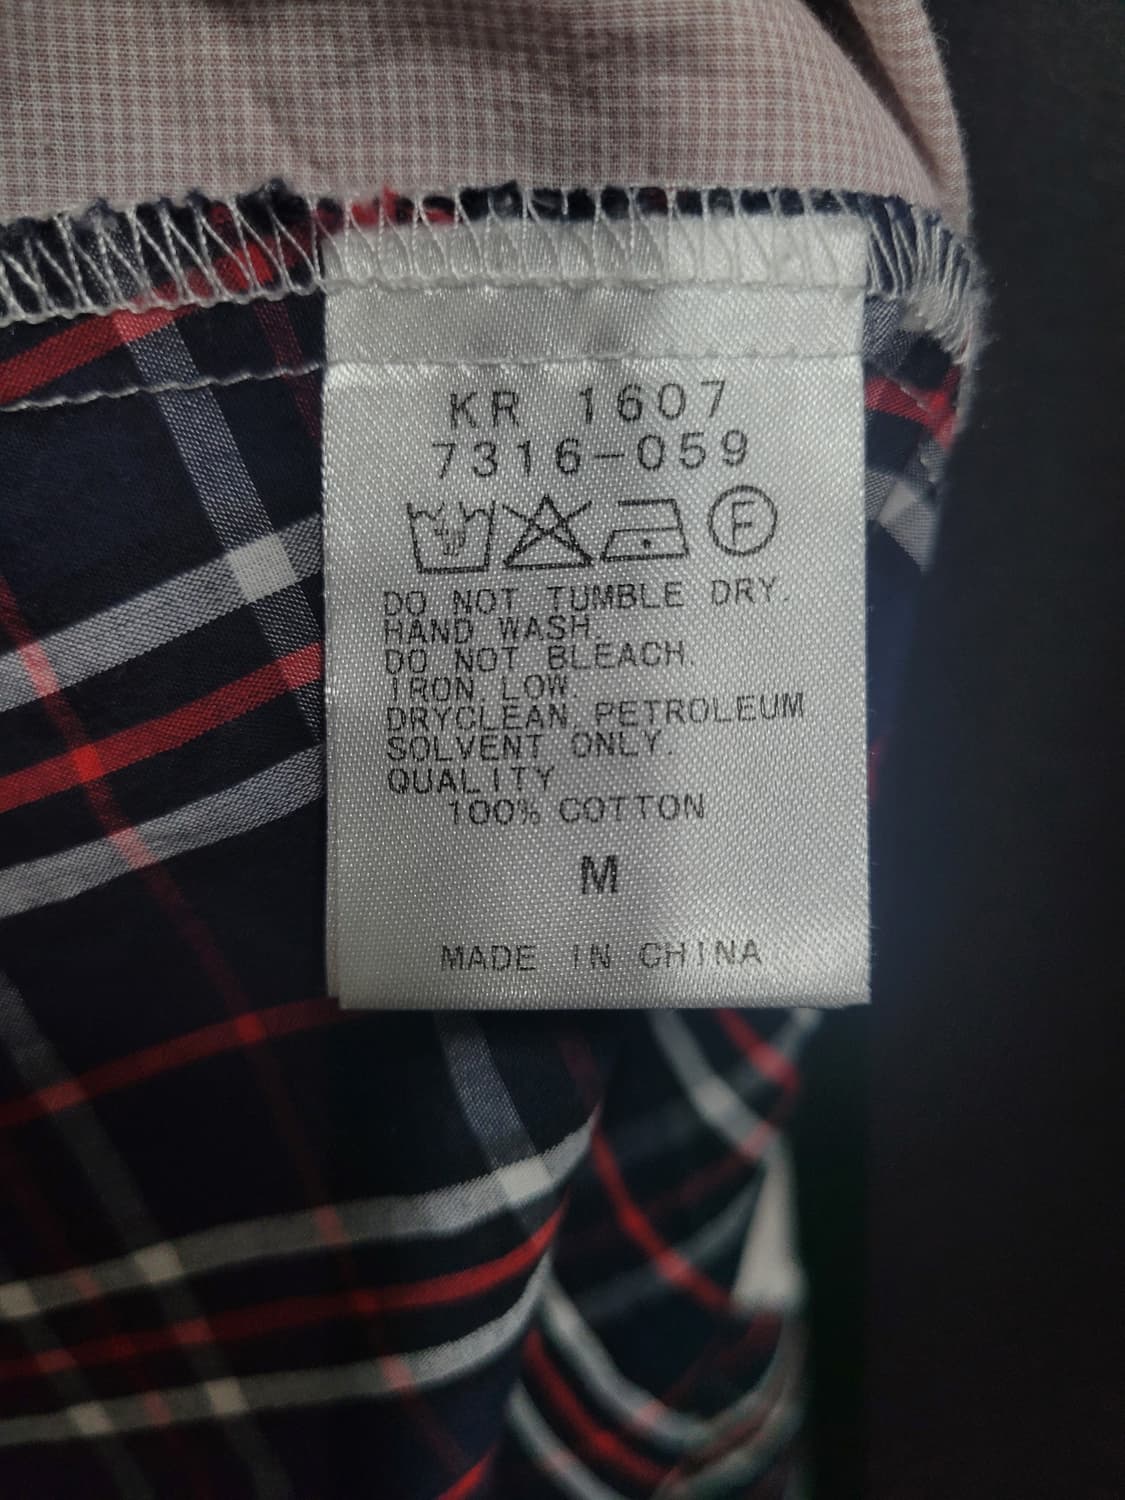 KR 1607
7316-059
F
DO NOT TUMBLE DRY.
HAND WASH.
DO NOT BLEACH.
IRON. LOW.
DRYCLEAN. PETROLEUM
SOLVENT ONLY.
QUALITY
100% COTTON
M
MADE IN CHINA